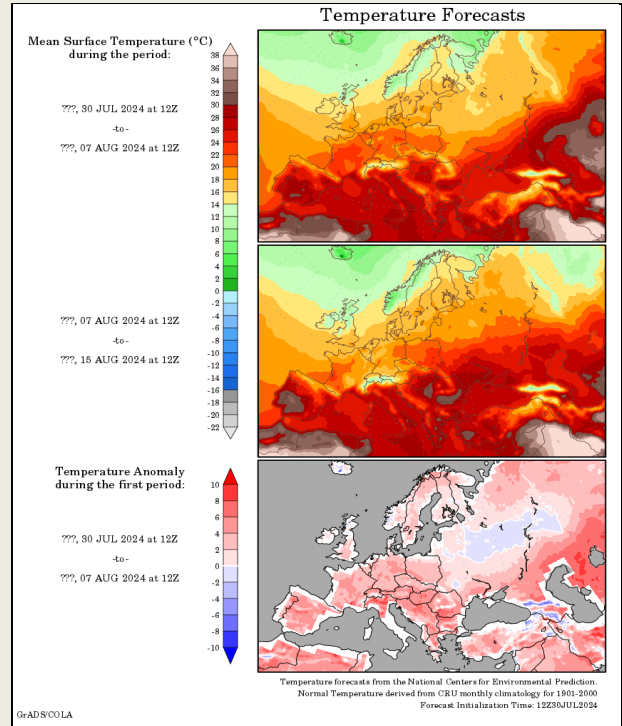 Temperature Forecasts
Mean Surface Temperature (°C)
during the period:
???, 30 JUL 2024 at 12Z
-to-
???, 07 AUG 2024 at 12Z
38
36
34
32
30
28
26
24
22
20
18
16
14
12
10
8
6
4
2
0
-2
-4
-6
-8
-10
-12
-14
-16
-18
-20
-22
???, 07 AUG 2024 at 12Z
-to-
???, 15 AUG 2024 at 12Z
Temperature Anomaly
during the first period:
???, 30 JUL 2024 at 12Z
-to-
???, 07 AUG 2024 at 12Z
10
8
6
4
2
0
-2
-4
-6
-8
-10
Temperature forecasts from the National Centers for Environmental Prediction.
Normal Temperature derived from CRU monthly climatology for 1901-2000
Forecast Initialization Time: 12Z30JUL2024
GrADS/COLA